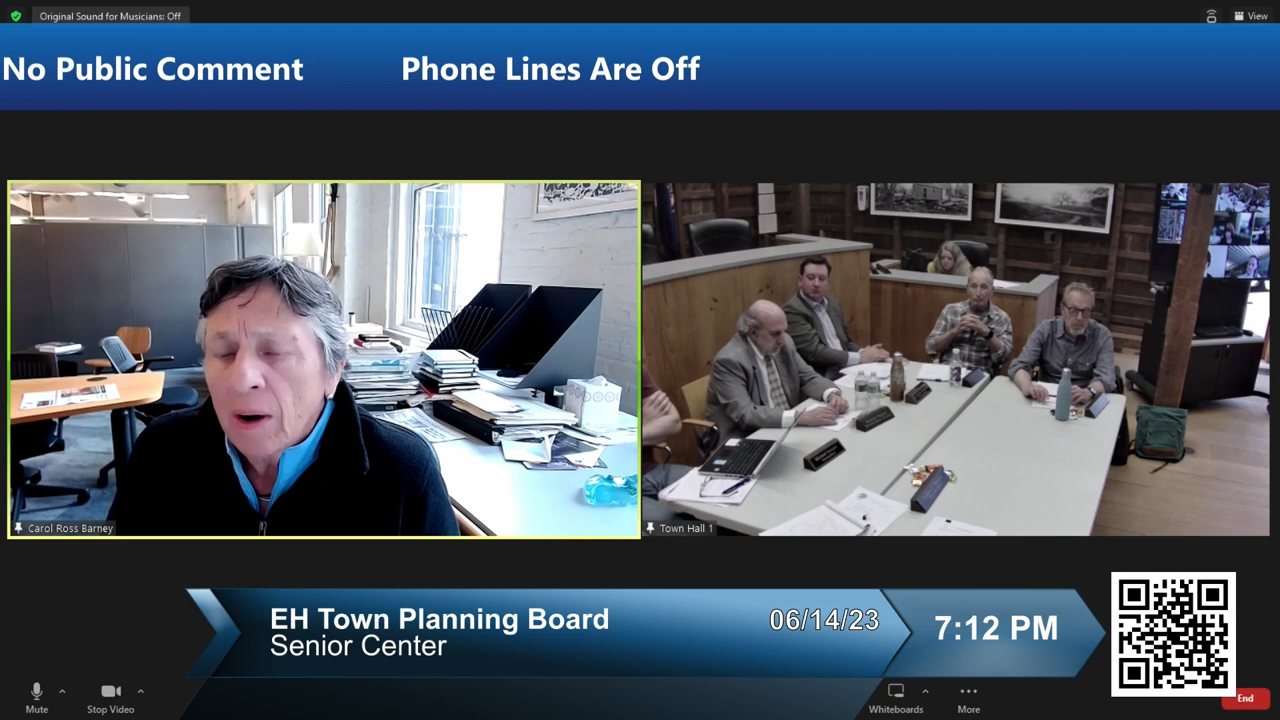 Original Sound for Musicians: Off
View
No Public Comment
Phone Lines Are Off
Carol Ross Barney
Town Hall 1
EH Town Planning Board
Senior Center
06/14/23
7:12 PM
Mute
Stop Video
Whiteboards
More
End